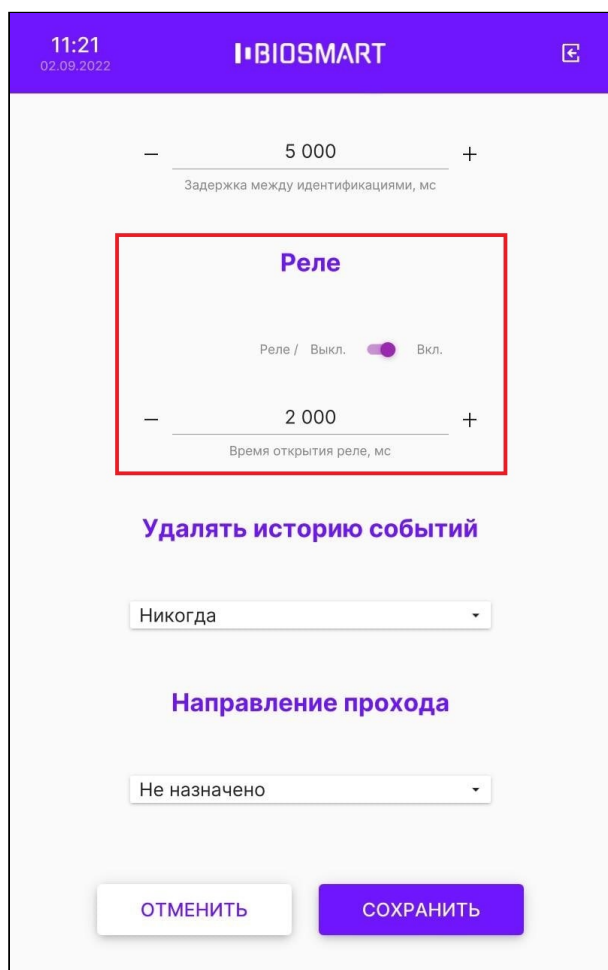 11:21
02.09.2022
BIOSMART
− 5 000 +
Задержка между идентификациями, мс
Реле
Реле / Выкл. Вкл.
− 2 000 +
Время открытия реле, мс
Удалять историю событий
Никогда
Направление прохода
Не назначено
ОТМЕНИТЬ СОХРАНИТЬ